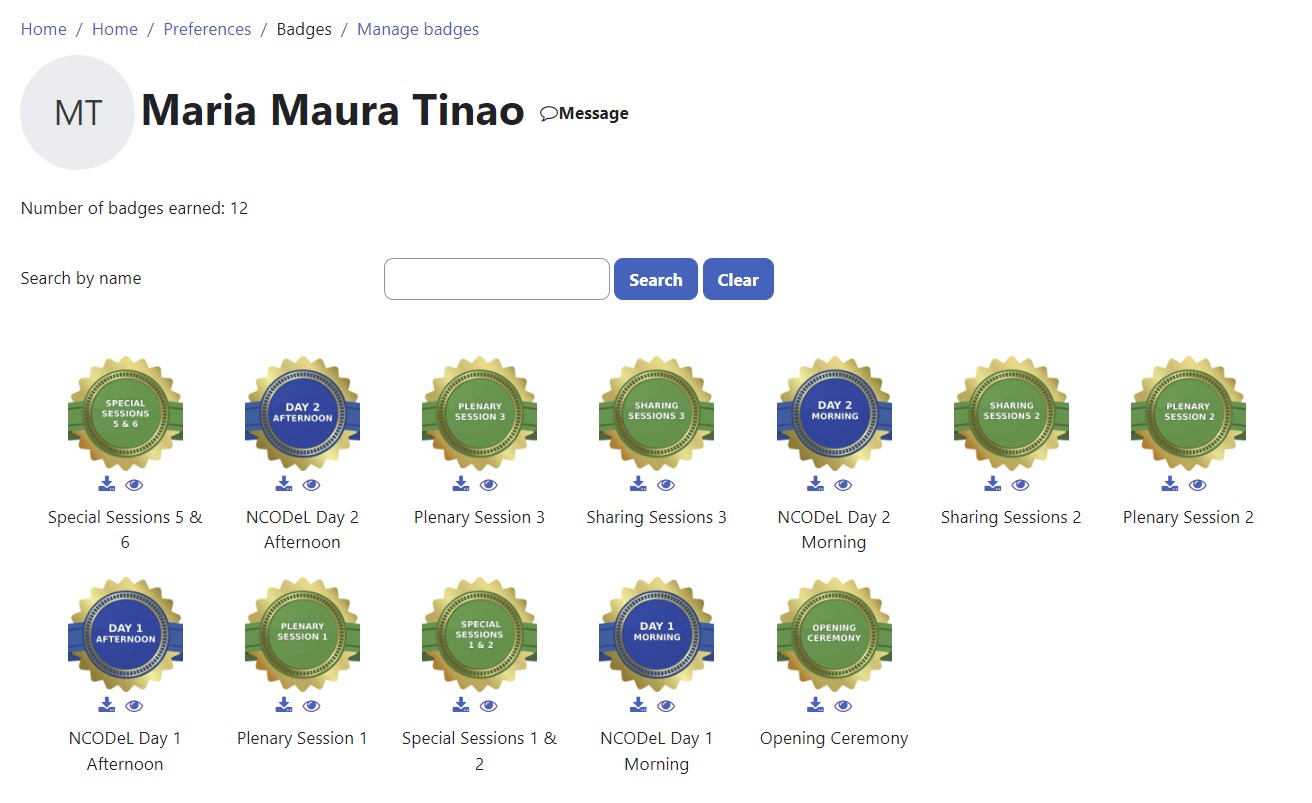 Home / Home / Preferences / Badges / Manage badges
MT
Maria Maura Tinao
Message
Number of badges earned: 12
Search by name
Search
Clear
SPECIAL
SESSIONS
5 & 6
DAY 2
AFTERNOON
PLENARY
SESSION 3
SHARING
SESSIONS 3
DAY 2
MORNING
SHARING
SESSIONS 2
PLENARY
SESSION 2
Special Sessions 5 &
6
NCODeL Day 2
Afternoon
Plenary Session 3
Sharing Sessions 3
NCODeL Day 2
Morning
Sharing Sessions 2
Plenary Session 2
DAY 1
AFTERNOON
PLENARY
SESSION 1
SPECIAL
SESSIONS
1 & 2
DAY 1
MORNING
OPENING
CEREMONY
NCODeL Day 1
Afternoon
Plenary Session 1
Special Sessions 1 &
2
NCODeL Day 1
Morning
Opening Ceremony